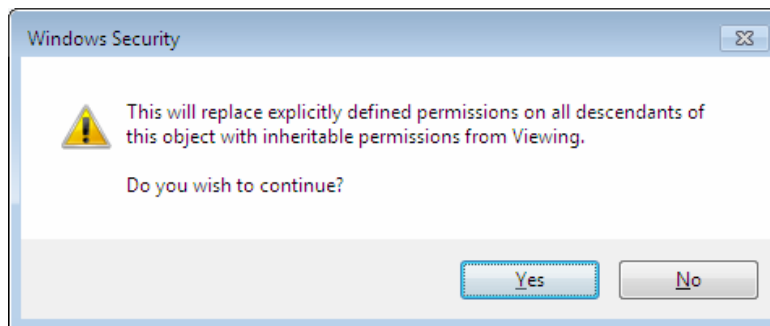 Windows Security
This will replace explicitly defined permissions on all descendants of
this object with inheritable permissions from Viewing.
Do you wish to continue?
Yes
No